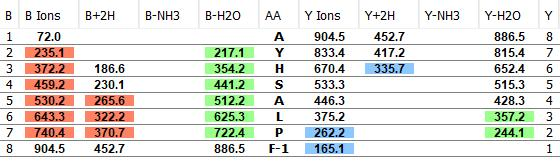 B B Ions B+2H B-NH3 B-H2O AA Y Ions Y+2H Y-NH3 Y-H2O Y
1 72.0 A 904.5 452.7 886.5 8
2 235.1 217.1 Y 833.4 417.2 815.4 7
3 372.2 186.6 354.2 H 670.4 335.7 652.4 6
4 459.2 230.1 441.2 S 533.3 515.3 5
5 530.2 265.6 512.2 A 446.3 428.3 4
6 643.3 322.2 625.3 L 375.2 357.2 3
7 740.4 370.7 722.4 P 262.2 244.1 2
8 904.5 452.7 886.5 F-1 165.1 1